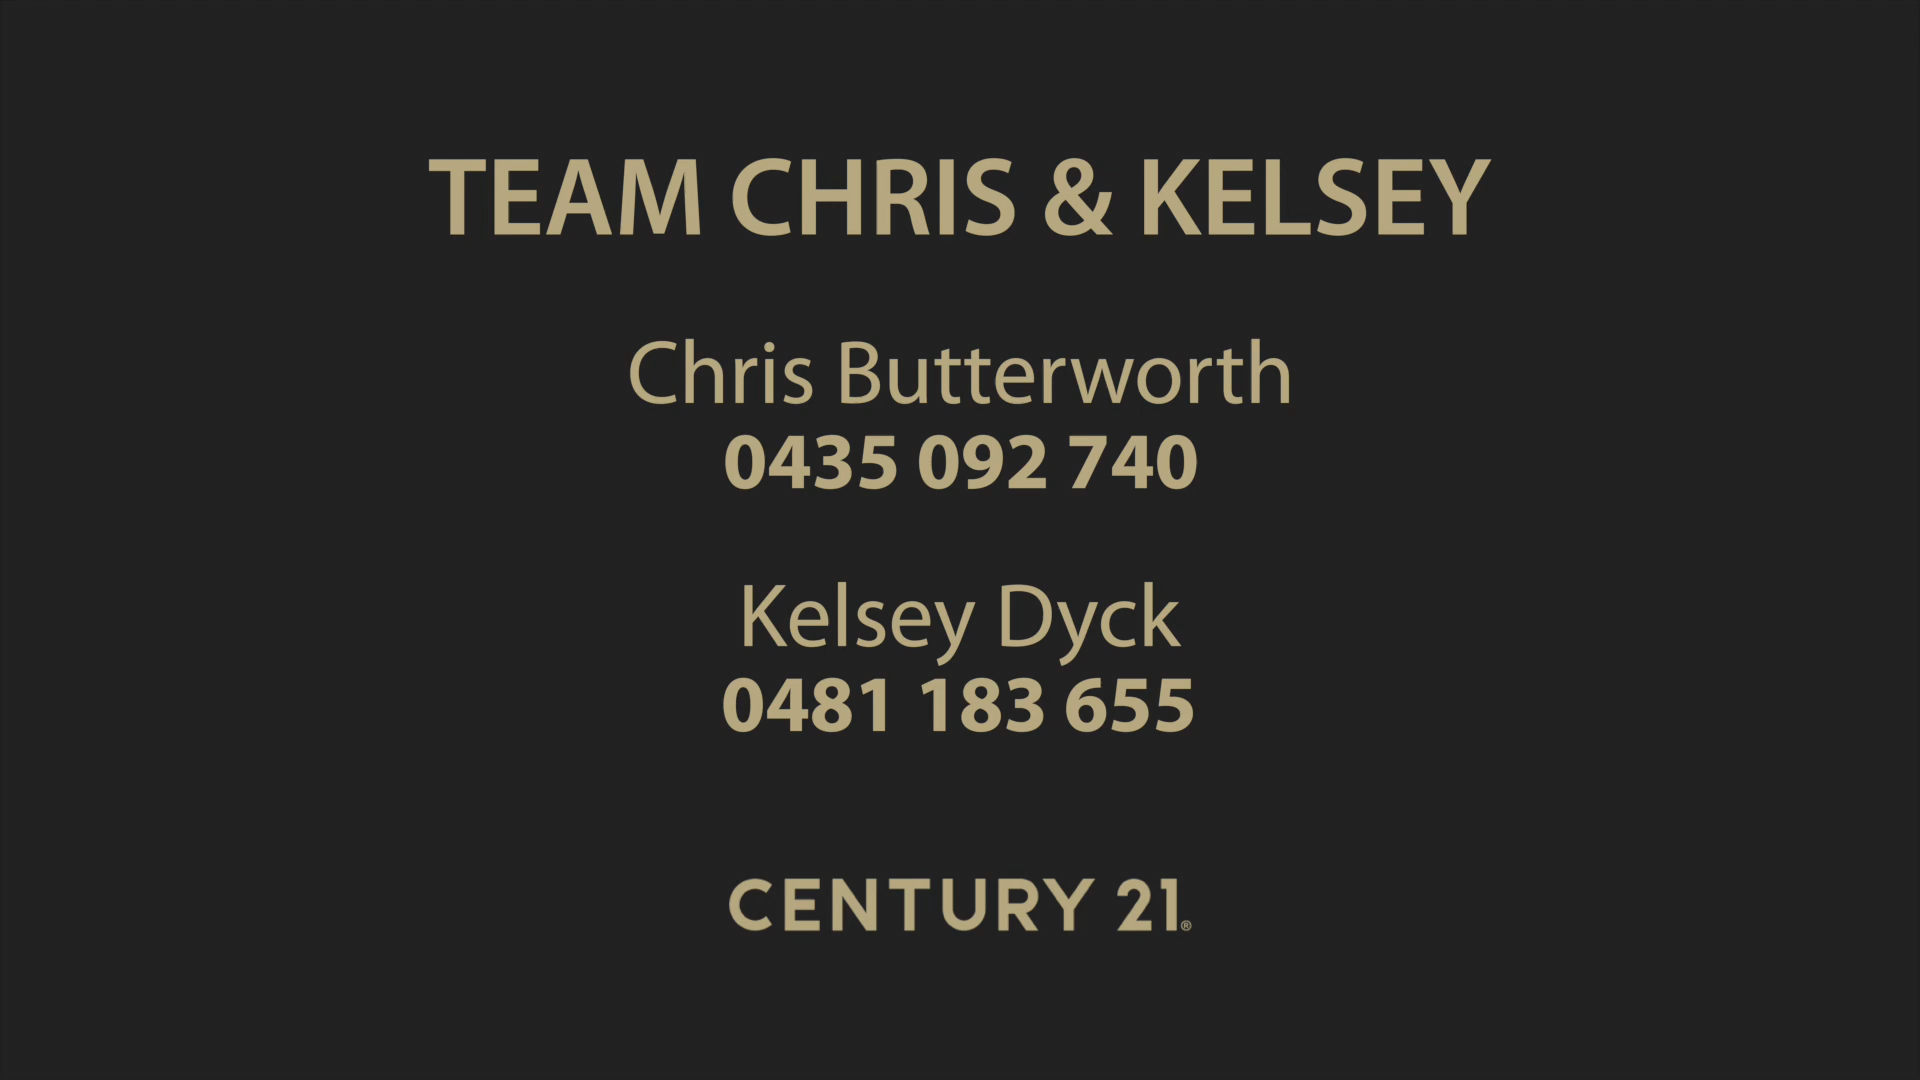 TEAM CHRIS & KELSEY
Chris Butterworth
0435 092 740
Kelsey Dyck
0481 183 655
CENTURY 21®